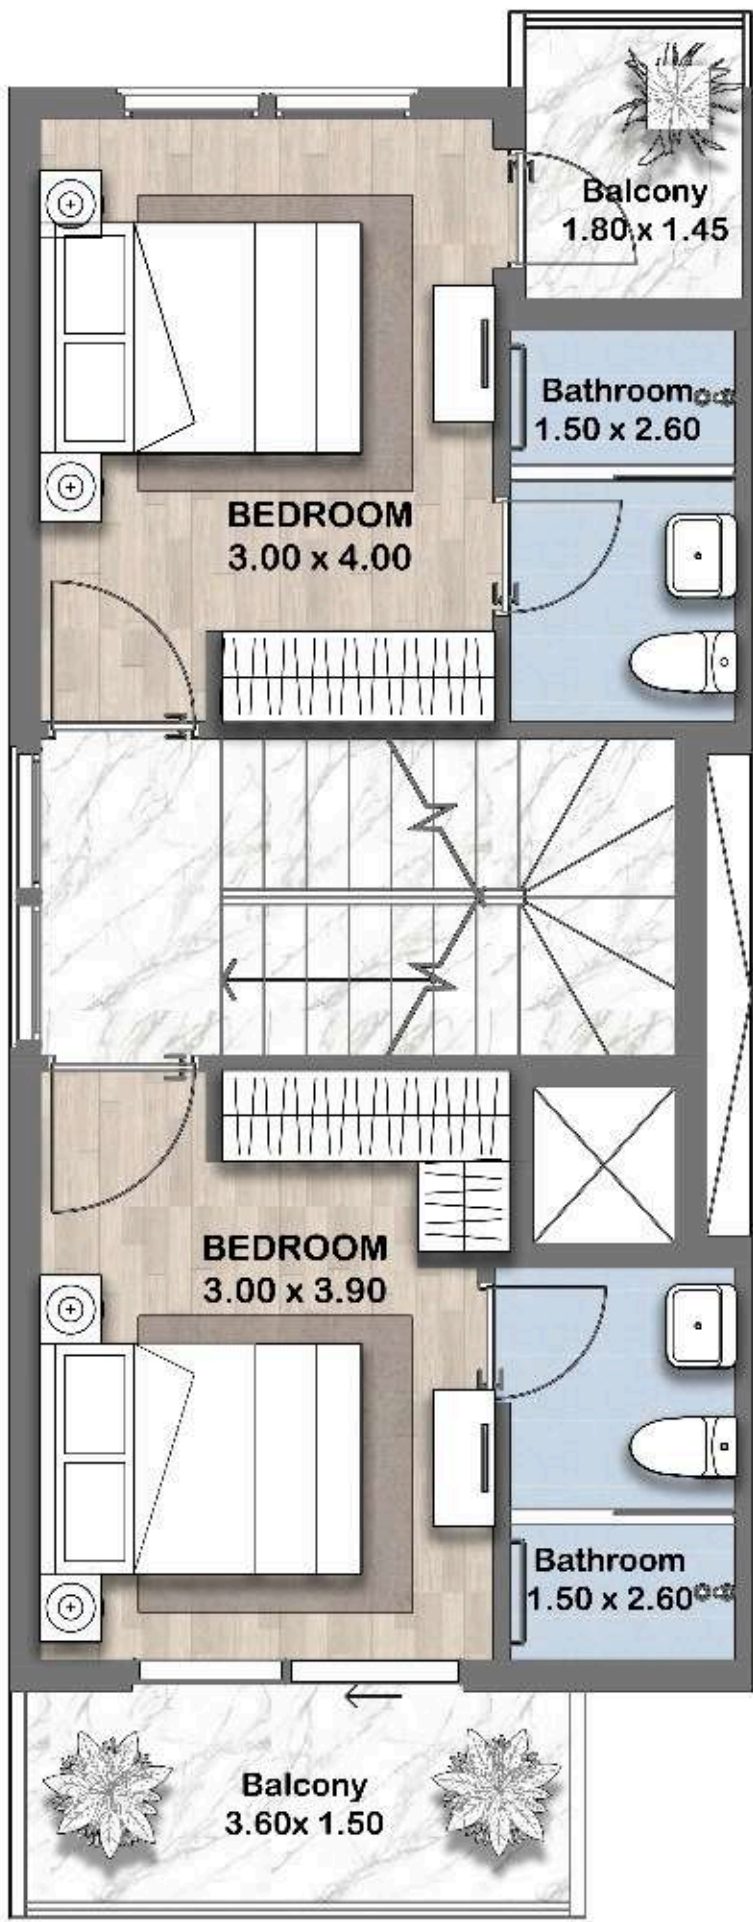 Balcony
1.80 x 1.45
Bathroom
1.50 x 2.60
BEDROOM
3.00 x 4.00
BEDROOM
3.00 x 3.90
Bathroom
1.50 x 2.60
Balcony
3.60x 1.50